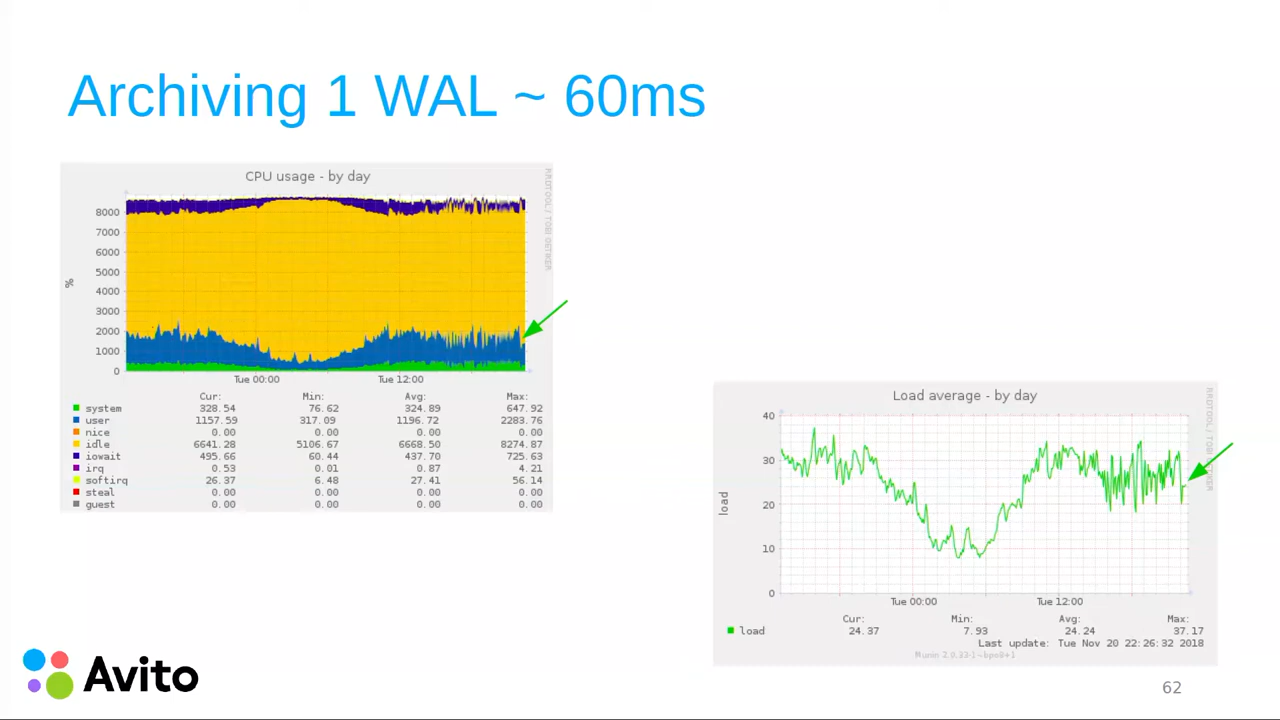 Archiving 1 WAL ~ 60ms
CPU usage - by day
RRDTOOL / TOBI OETIKER
%
8000
7000
6000
5000
4000
3000
2000
1000
0
Tue 00:00 Tue 12:00
Cur: Min: Avg: Max:
system 328.54 76.62 324.89 647.92
user 1157.59 317.09 1196.72 2283.76
nice 0.00 0.00 0.00 0.00
idle 6641.28 5106.67 6668.50 8274.87
iowait 495.66 60.44 437.70 725.63
irq 0.53 0.01 0.87 4.21
softirq 26.37 6.48 27.41 56.14
steal 0.00 0.00 0.00 0.00
guest 0.00 0.00 0.00 0.00
Load average - by day
RRDTOOL / TOBI OETIKER
load
40
30
20
10
0
Tue 00:00 Tue 12:00
Cur: Min: Avg: Max:
load 24.37 7.93 24.24 37.17
Last update: Tue Nov 20 22:26:32 2018
Avito
62